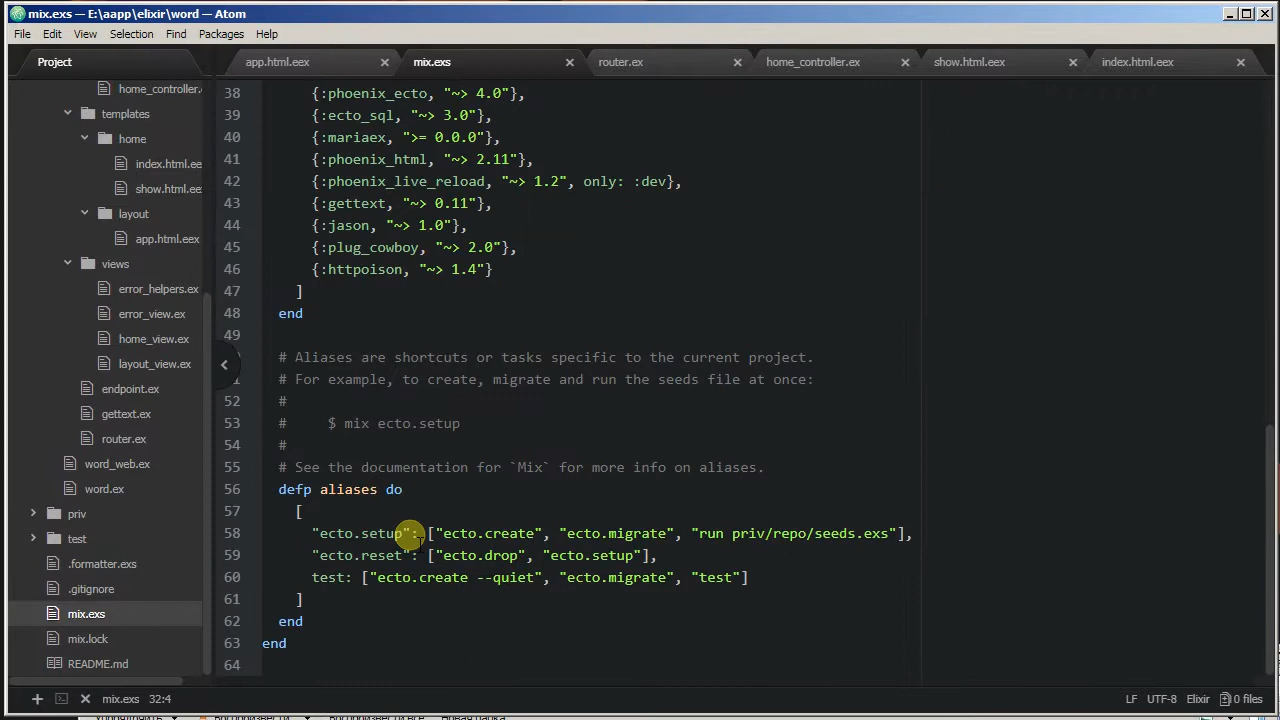 mix.exs — E:\aapp\elixir\word — Atom
File Edit View Selection Find Packages Help
Project
app.html.eex
mix.exs
router.ex
home_controller.ex
show.html.eex
index.html.eex
home_controller.
templates
home
index.html.ee
show.html.ee
layout
app.html.eex
views
error_helpers.ex
error_view.ex
home_view.ex
layout_view.ex
endpoint.ex
gettext.ex
router.ex
word_web.ex
word.ex
priv
test
.formatter.exs
.gitignore
mix.exs
mix.lock
README.md
38 {:phoenix_ecto, "~> 4.0"},
39 {:ecto_sql, "~> 3.0"},
40 {:mariaex, ">= 0.0.0"},
41 {:phoenix_html, "~> 2.11"},
42 {:phoenix_live_reload, "~> 1.2", only: :dev},
43 {:gettext, "~> 0.11"},
44 {:jason, "~> 1.0"},
45 {:plug_cowboy, "~> 2.0"},
46 {:httpoison, "~> 1.4"}
47 ]
48 end
49
# Aliases are shortcuts or tasks specific to the current project.
# For example, to create, migrate and run the seeds file at once:
52 #
53 # $ mix ecto.setup
54 #
55 # See the documentation for `Mix` for more info on aliases.
56 defp aliases do
57 [
58 "ecto.setup": ["ecto.create", "ecto.migrate", "run priv/repo/seeds.exs"],
59 "ecto.reset": ["ecto.drop", "ecto.setup"],
60 test: ["ecto.create --quiet", "ecto.migrate", "test"]
61 ]
62 end
63 end
64
mix.exs 32:4
LF UTF-8 Elixir 0 files